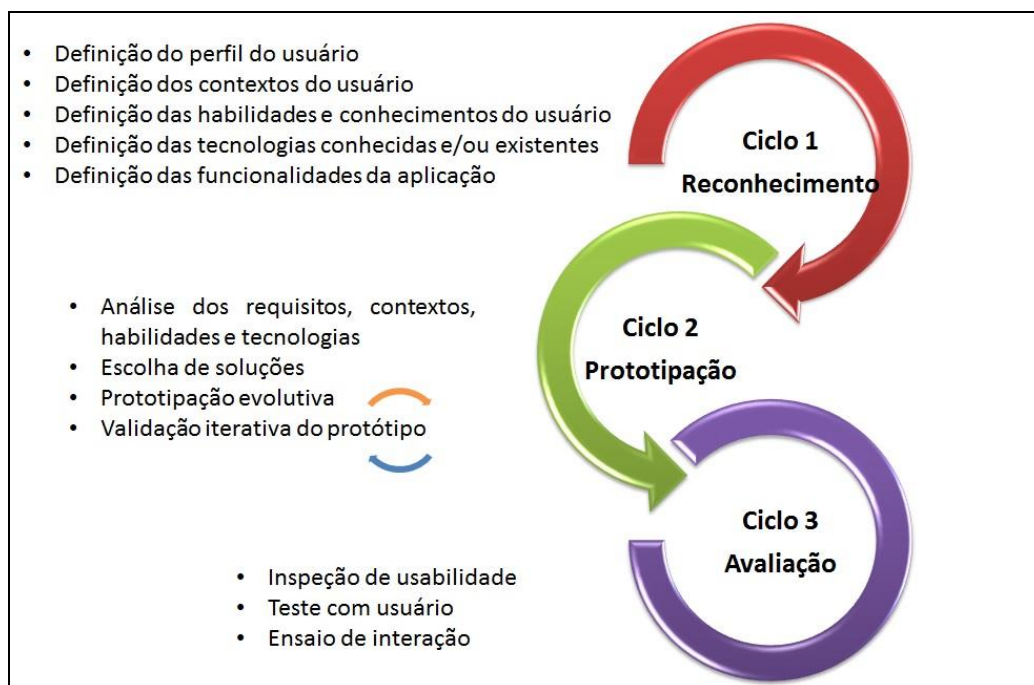 • Definição do perfil do usuário
• Definição dos contextos do usuário
• Definição das habilidades e conhecimentos do usuário
• Definição das tecnologias conhecidas e/ou existentes
• Definição das funcionalidades da aplicação
Ciclo 1
Reconhecimento
• Análise dos requisitos, contextos,
habilidades e tecnologias
• Escolha de soluções
• Prototipação evolutiva
• Validação iterativa do protótipo
Ciclo 2
Prototipação
Ciclo 3
Avaliação
• Inspeção de usabilidade
• Teste com usuário
• Ensaio de interação